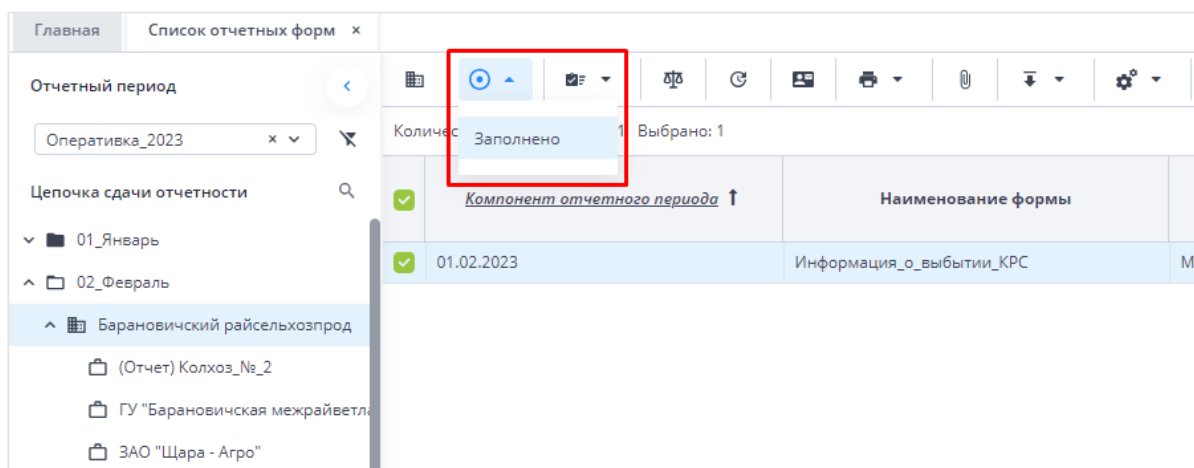 Главная
Список отчетных форм ×
Отчетный период
Оперативка_2023
Заполнено
Количес 1 Выбрано: 1
Цепочка сдачи отчетности
Компонент отчетного периода ↑
Наименование формы
01_Январь
01.02.2023
Информация_о_выбытии_КРС
М
02_Февраль
Барановичский райсельхозпрод
(Отчет) Колхоз_№_2
ГУ "Барановичская межрайветла
ЗАО "Щара - Агро"